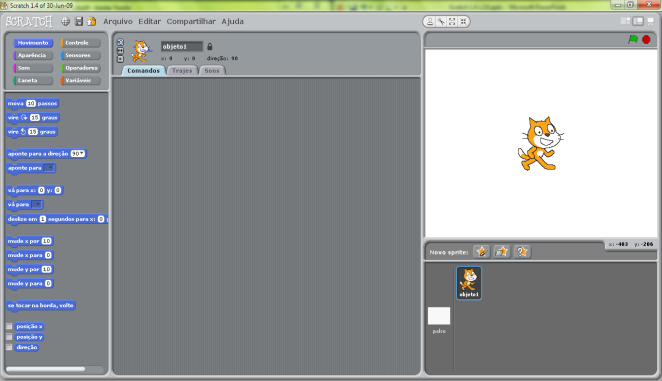 Scratch 1.4 of 30-Jun-09
SCRATCH Arquivo Editar Compartilhar Ajuda
Movimento Controle
Aparência Sensores
Som Operadores
Caneta Variáveis
mova 10 passos
vire 15 graus
vire 15 graus
aponte para a direção 90
aponte para
vá para x: 0 y: 0
vá para
deslize em 1 segundos para x: 0
mude x por 10
mude x para 0
mude y por 10
mude y para 0
se tocar na borda, volte
posição x
posição y
direção
objeto1
x: 0 y: 0 direção: 90
Comandos Trajes Sons
x: -403 y: -206
Novo sprite:
objeto1
palco